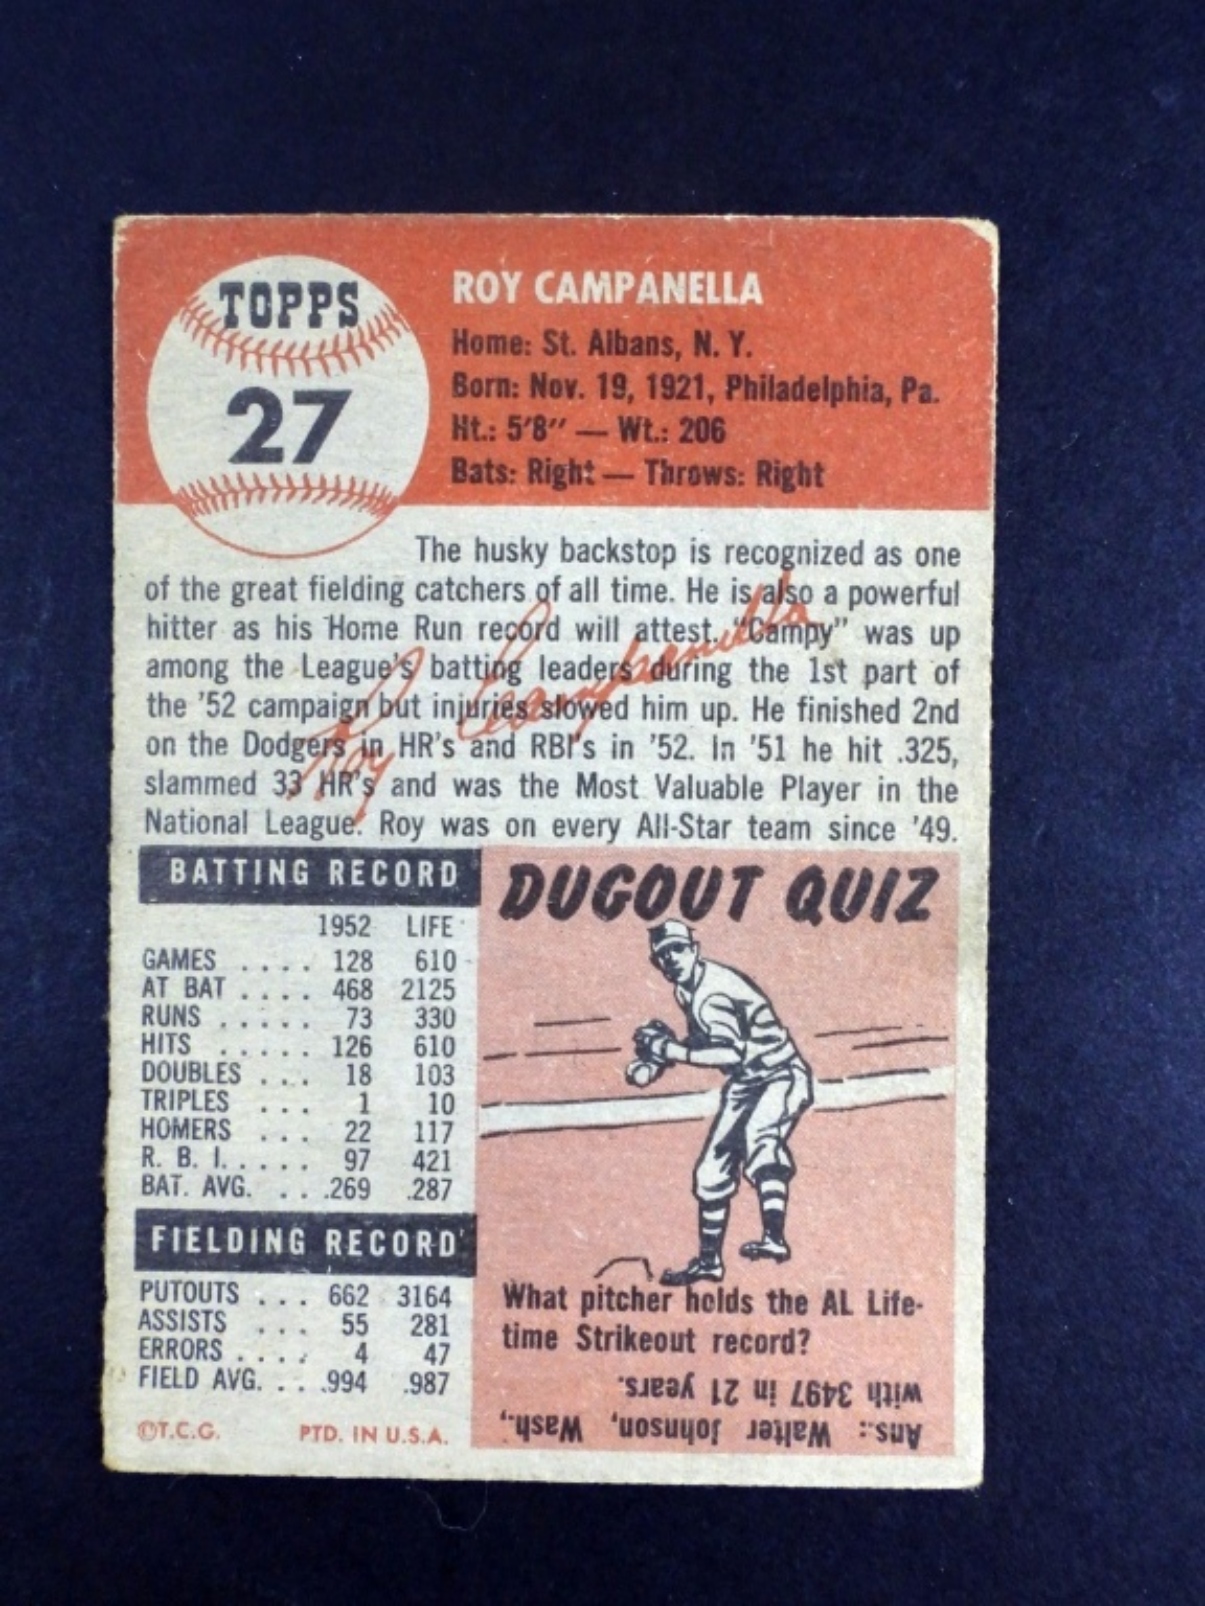 TOPPS
27
ROY CAMPANELLA
Home: St. Albans, N. Y.
Born: Nov. 19, 1921, Philadelphia, Pa.
Ht.: 5'8" — Wt.: 206
Bats: Right — Throws: Right
The husky backstop is recognized as one
of the great fielding catchers of all time. He is also a powerful
hitter as his Home Run record will attest. "Campy" was up
among the League's batting leaders during the 1st part of
the '52 campaign but injuries slowed him up. He finished 2nd
on the Dodgers in HR's and RBI's in '52. In '51 he hit .325,
slammed 33 HR's and was the Most Valuable Player in the
National League. Roy was on every All-Star team since '49.
Roy Campanella
BATTING RECORD
1952 LIFE
GAMES .... 128 610
AT BAT .... 468 2125
RUNS ..... 73 330
HITS ..... 126 610
DOUBLES ... 18 103
TRIPLES ... 1 10
HOMERS ... 22 117
R. B. I. .... 97 421
BAT. AVG. .. .269 .287
FIELDING RECORD
PUTOUTS ... 662 3164
ASSISTS ... 55 281
ERRORS .... 4 47
FIELD AVG. .. .994 .987
©T.C.G. PTD. IN U.S.A.
DUGOUT QUIZ
What pitcher holds the AL Life-
time Strikeout record?
Ans.: Walter Johnson, Wash.,
with 3497 in 21 years.